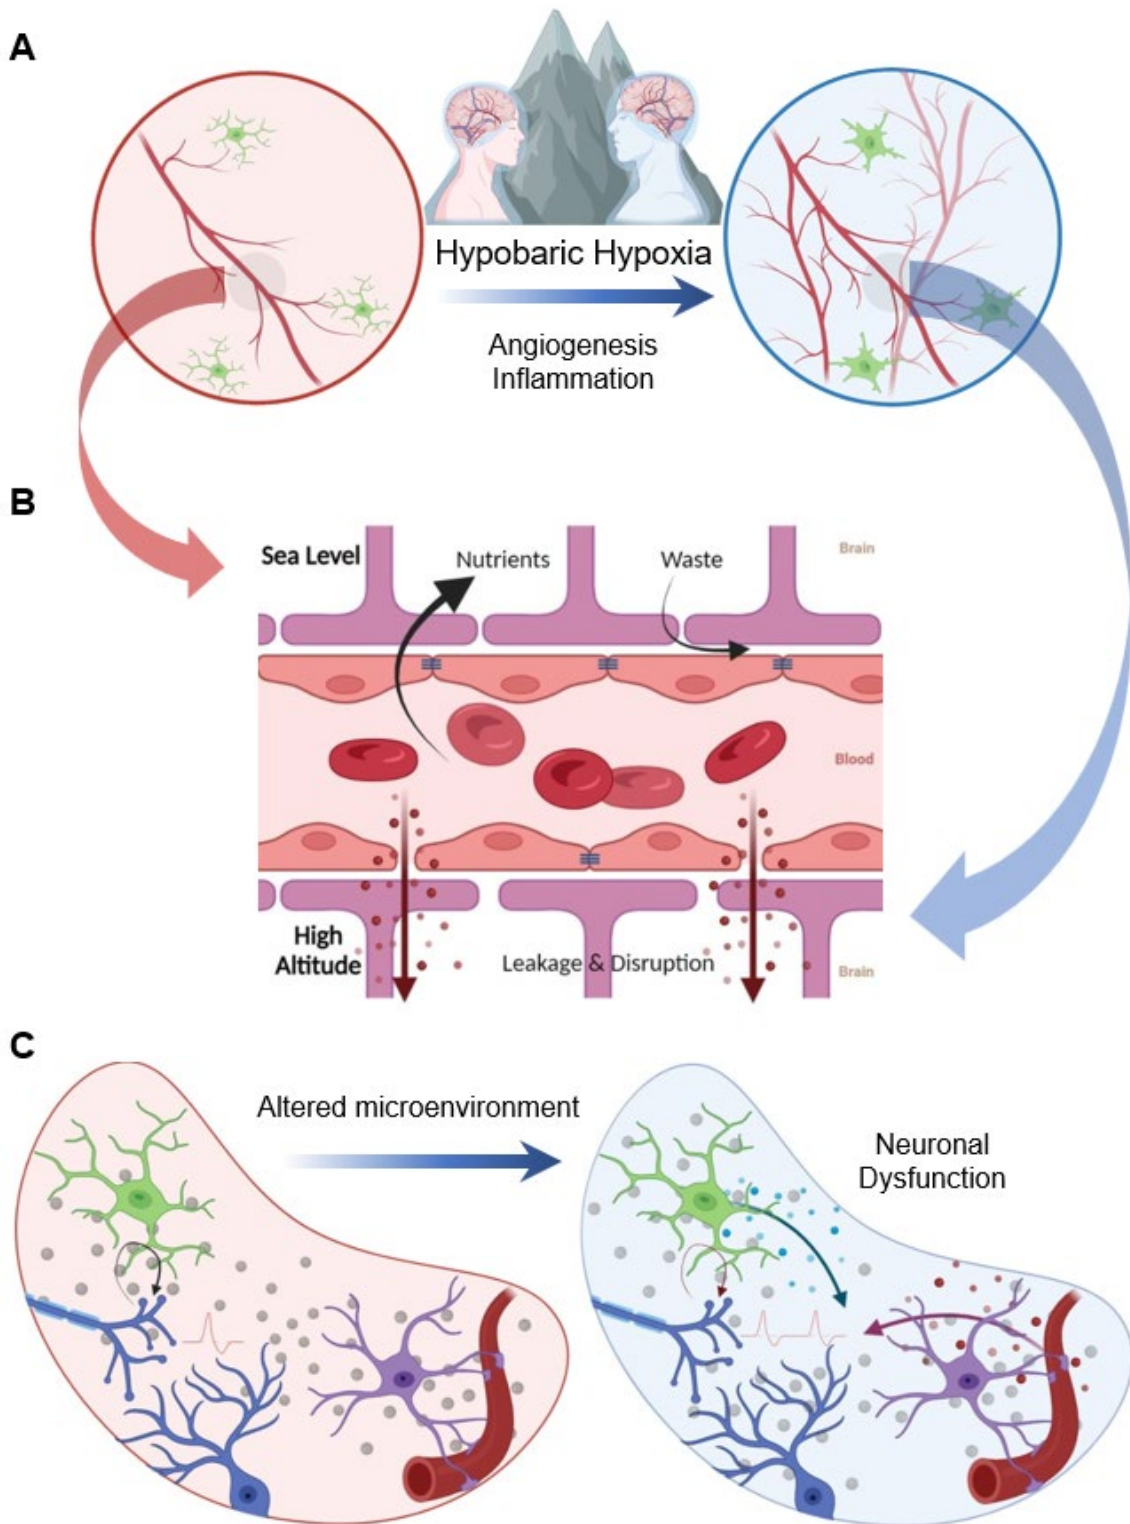 A
Hypobaric Hypoxia
Angiogenesis
Inflammation
B
Sea Level
Nutrients
Waste
Brain
Blood
High
Altitude
Leakage & Disruption
Brain
C
Altered microenvironment
Neuronal
Dysfunction